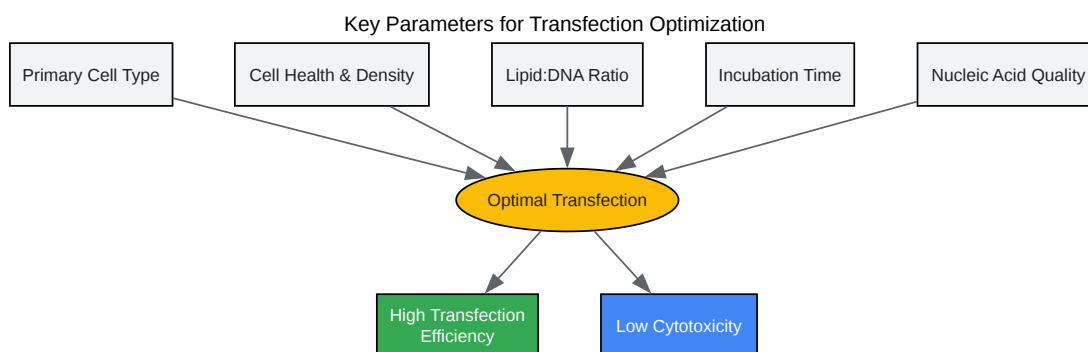 Key Parameters for Transfection Optimization
Primary Cell Type
Cell Health & Density
Lipid:DNA Ratio
Incubation Time
Nucleic Acid Quality
Optimal Transfection
High Transfection
Efficiency
Low Cytotoxicity